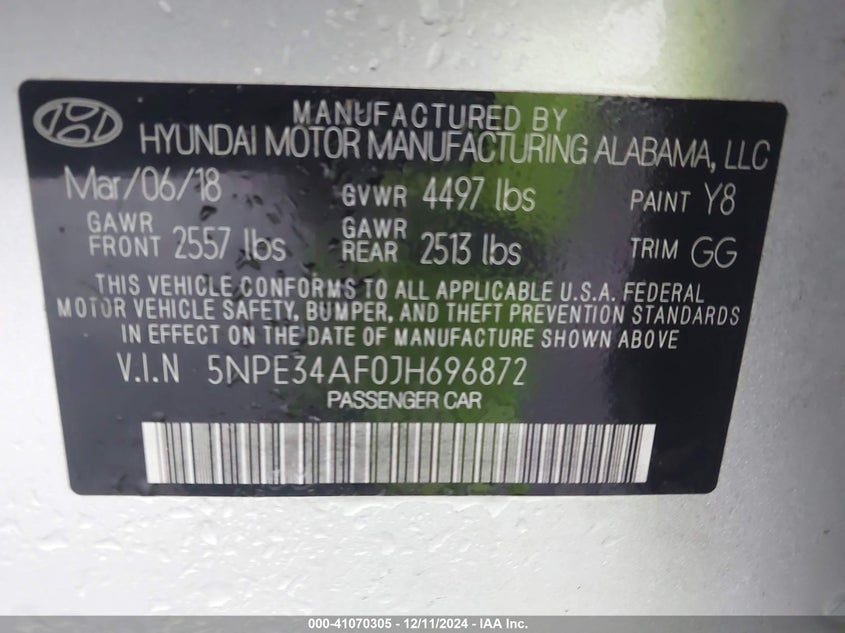 MANUFACTURED BY
HYUNDAI MOTOR MANUFACTURING ALABAMA, LLC
Mar/06/18 GVWR 4497 lbs PAINT Y8
GAWR FRONT 2557 lbs GAWR REAR 2513 lbs TRIM GG
THIS VEHICLE CONFORMS TO ALL APPLICABLE U.S.A. FEDERAL
MOTOR VEHICLE SAFETY, BUMPER, AND THEFT PREVENTION STANDARDS
IN EFFECT ON THE DATE OF MANUFACTURE SHOWN ABOVE
V.I.N 5NPE34AF0JH696872
PASSENGER CAR
000-41070305 - 12/11/2024 - IAA Inc.